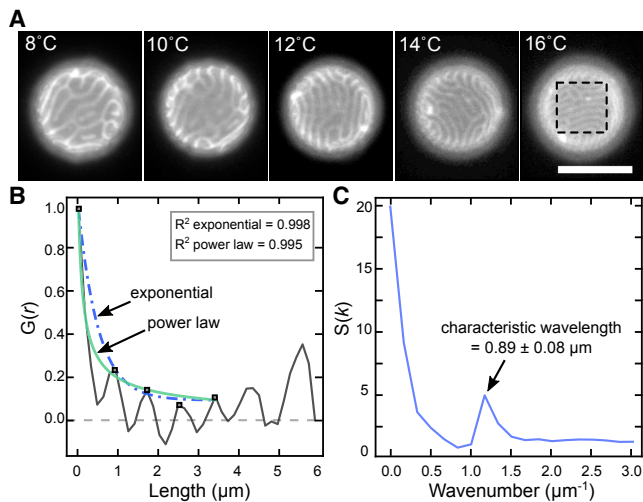 A
8°C
10°C
12°C
14°C
16°C
B
1.0
0.8
0.6
0.4
0.2
0.0
G(r)
R² exponential = 0.998
R² power law = 0.995
exponential
power law
0
1
2
3
4
5
6
Length (µm)
C
20
15
10
5
0
S(k)
characteristic wavelength
= 0.89 ± 0.08 µm
0.0
0.5
1.0
1.5
2.0
2.5
3.0
Wavenumber (µm⁻¹)